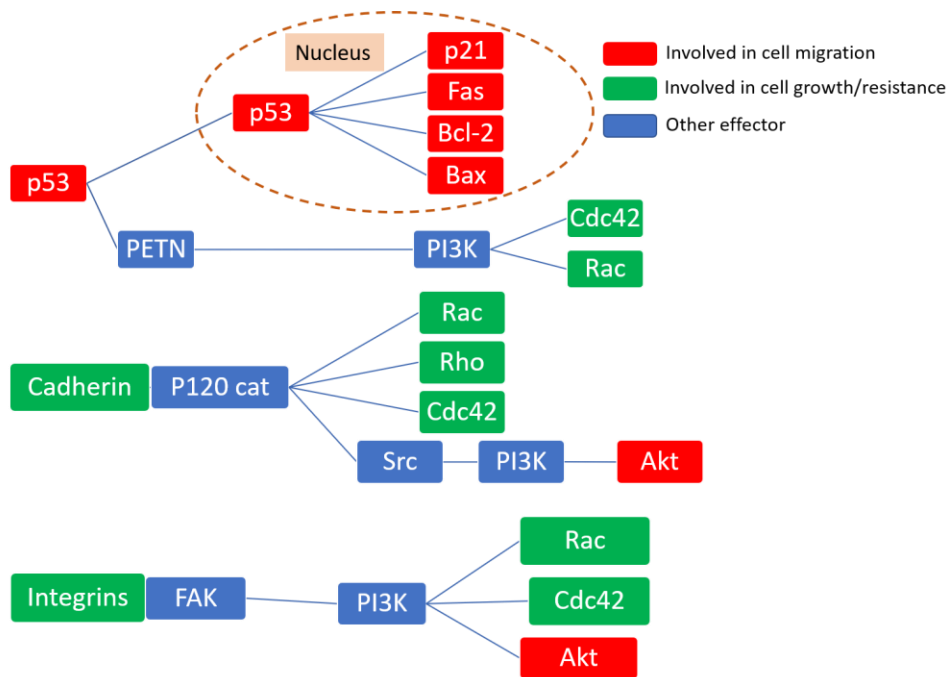 Nucleus
p21
Fas
Bcl-2
Bax
p53
p53
PETN
PI3K
Cdc42
Rac
Involved in cell migration
Involved in cell growth/resistance
Other effector
Cadherin
P120 cat
Rac
Rho
Cdc42
Src
PI3K
Akt
Integrins
FAK
PI3K
Rac
Cdc42
Akt